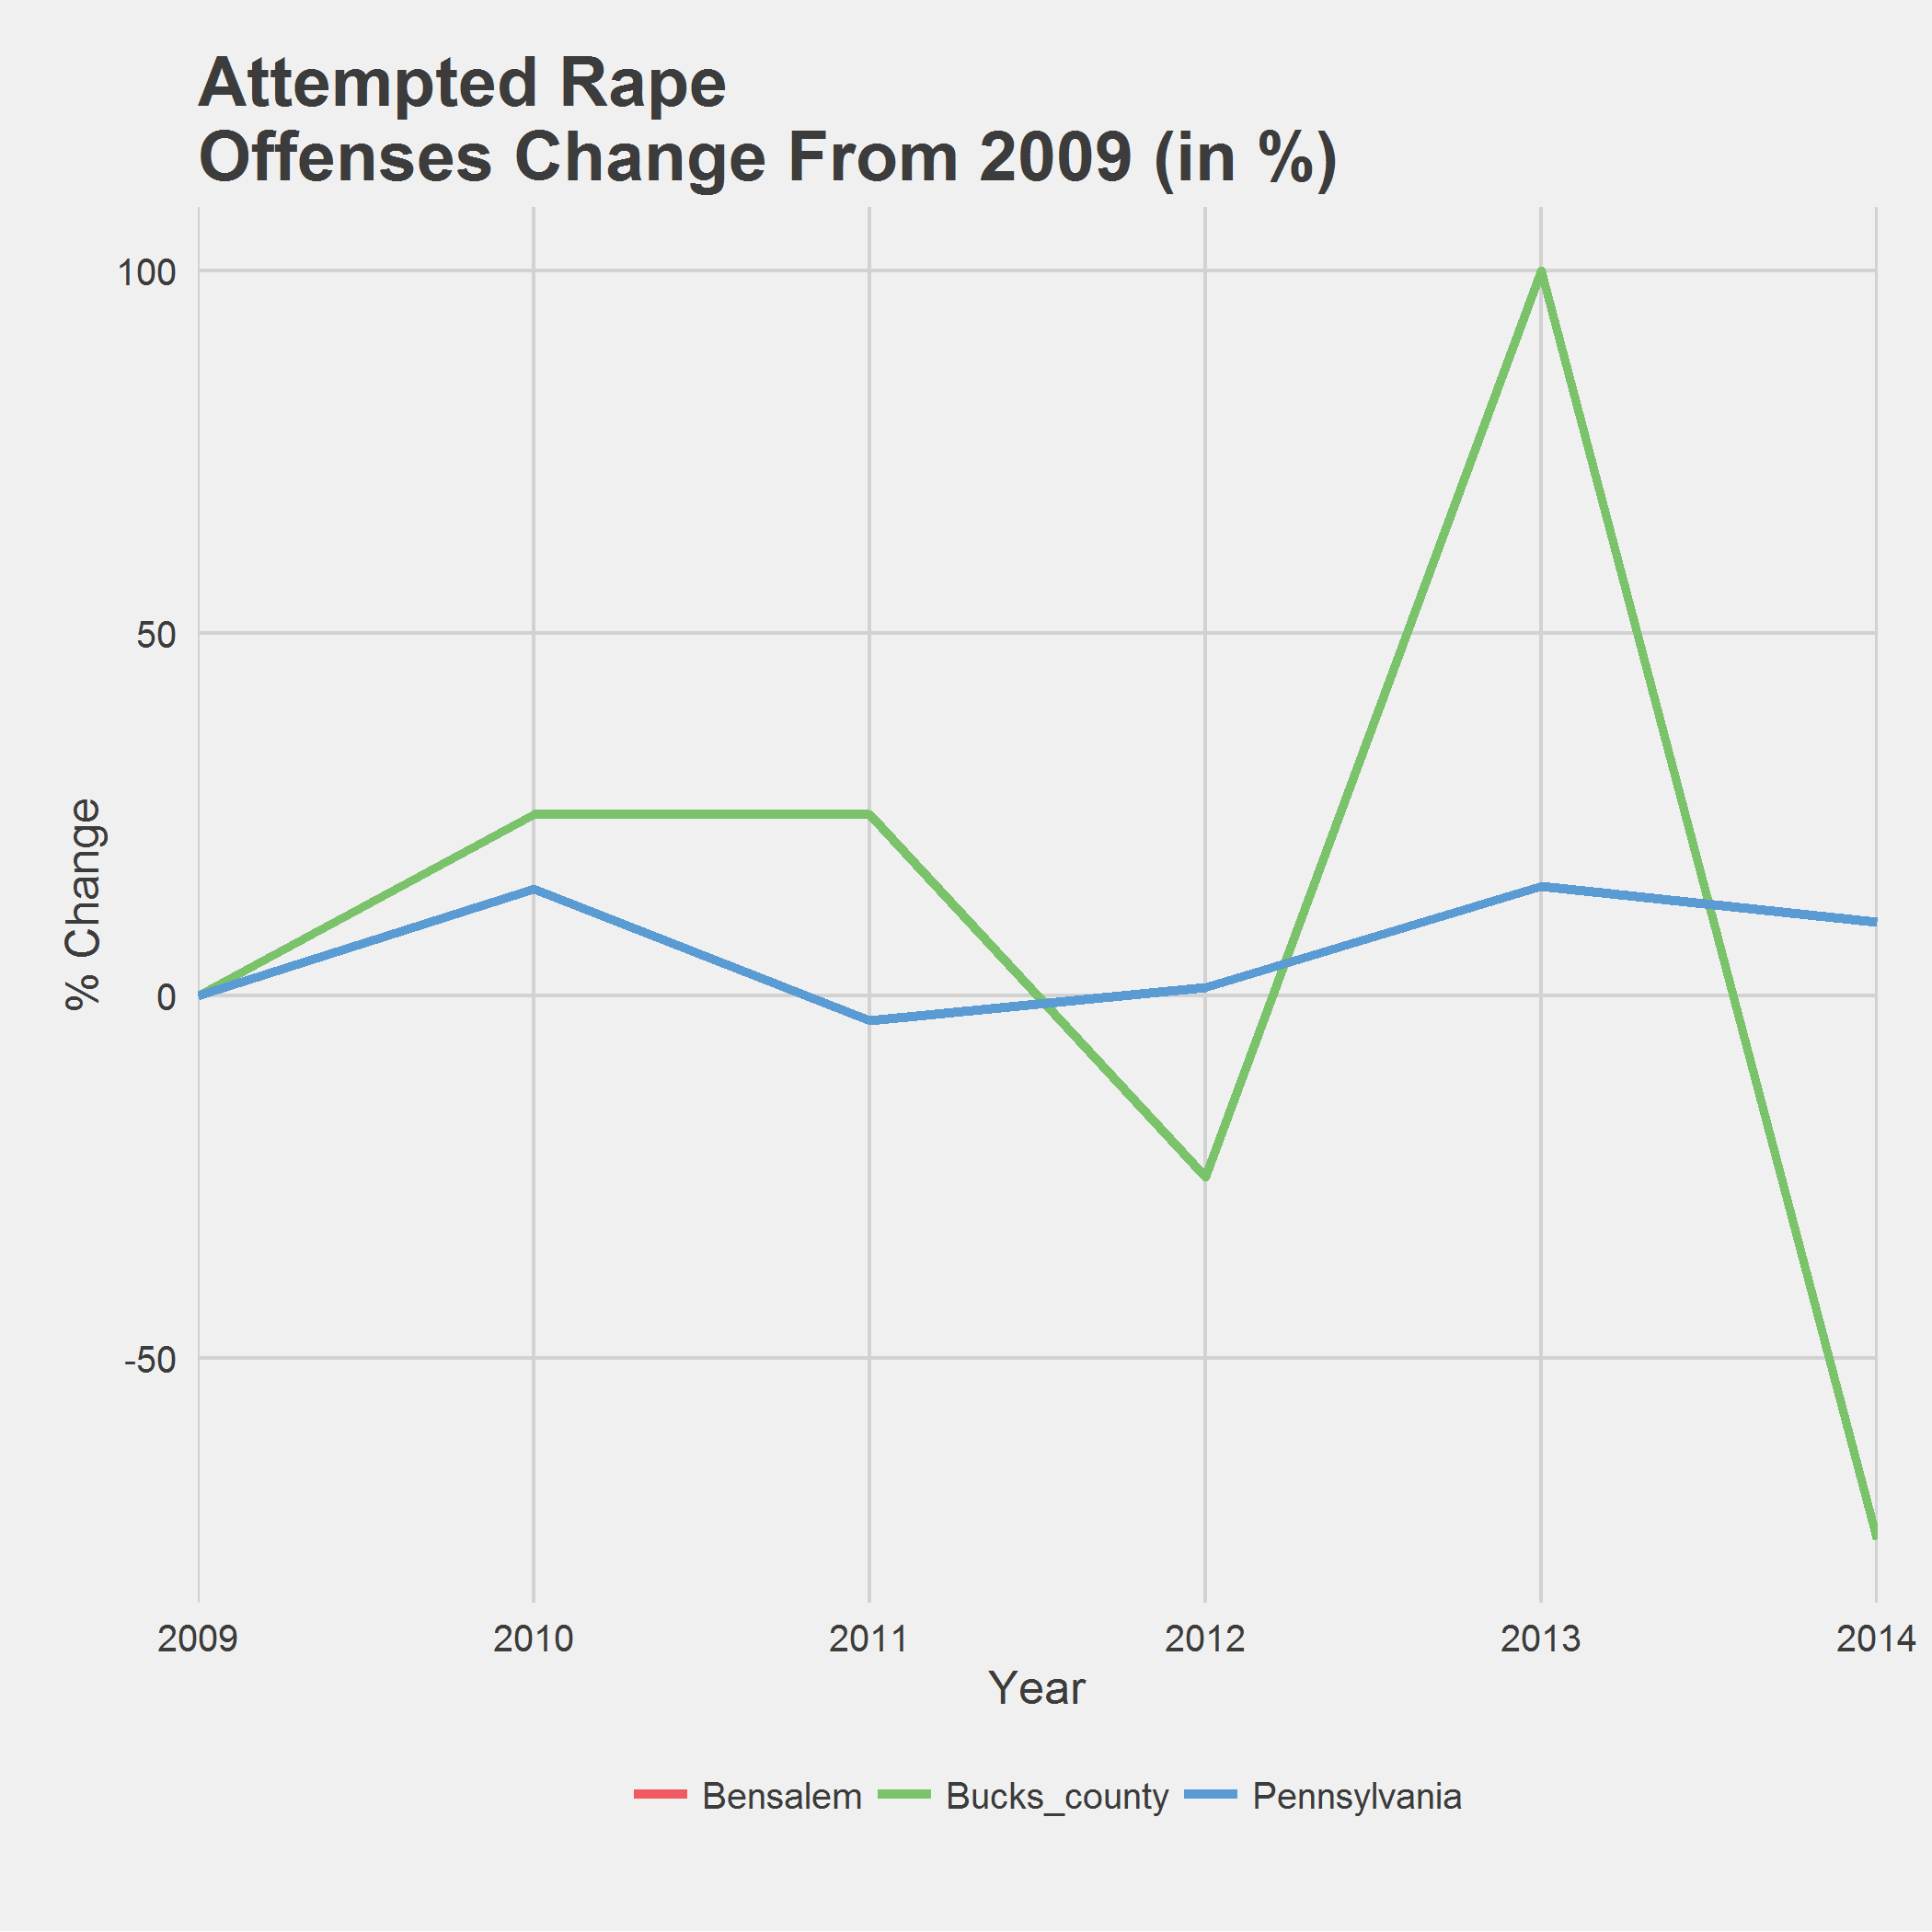 Attempted Rape
Offenses Change From 2009 (in %)
100
50
0
-50
% Change
2009 2010 2011 2012 2013 2014
Year
Bensalem Bucks_county Pennsylvania